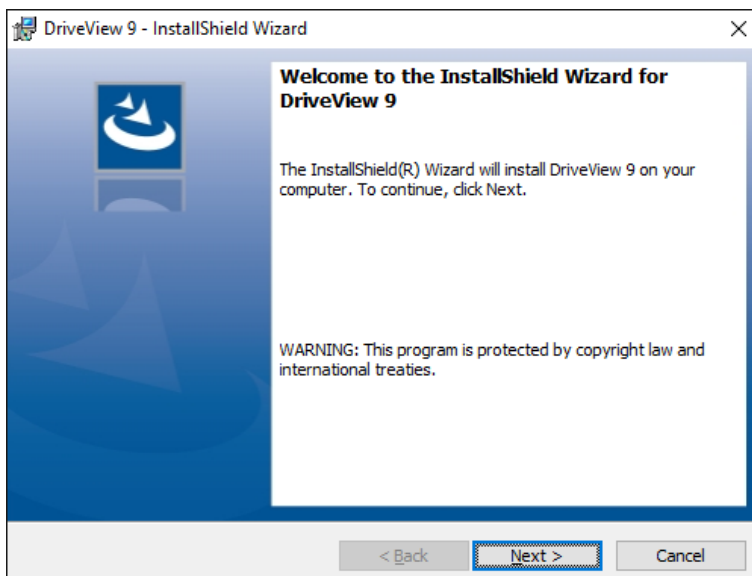 DriveView 9 - InstallShield Wizard
Welcome to the InstallShield Wizard for
DriveView 9
The InstallShield(R) Wizard will install DriveView 9 on your
computer. To continue, click Next.
WARNING: This program is protected by copyright law and
international treaties.
< Back Next > Cancel